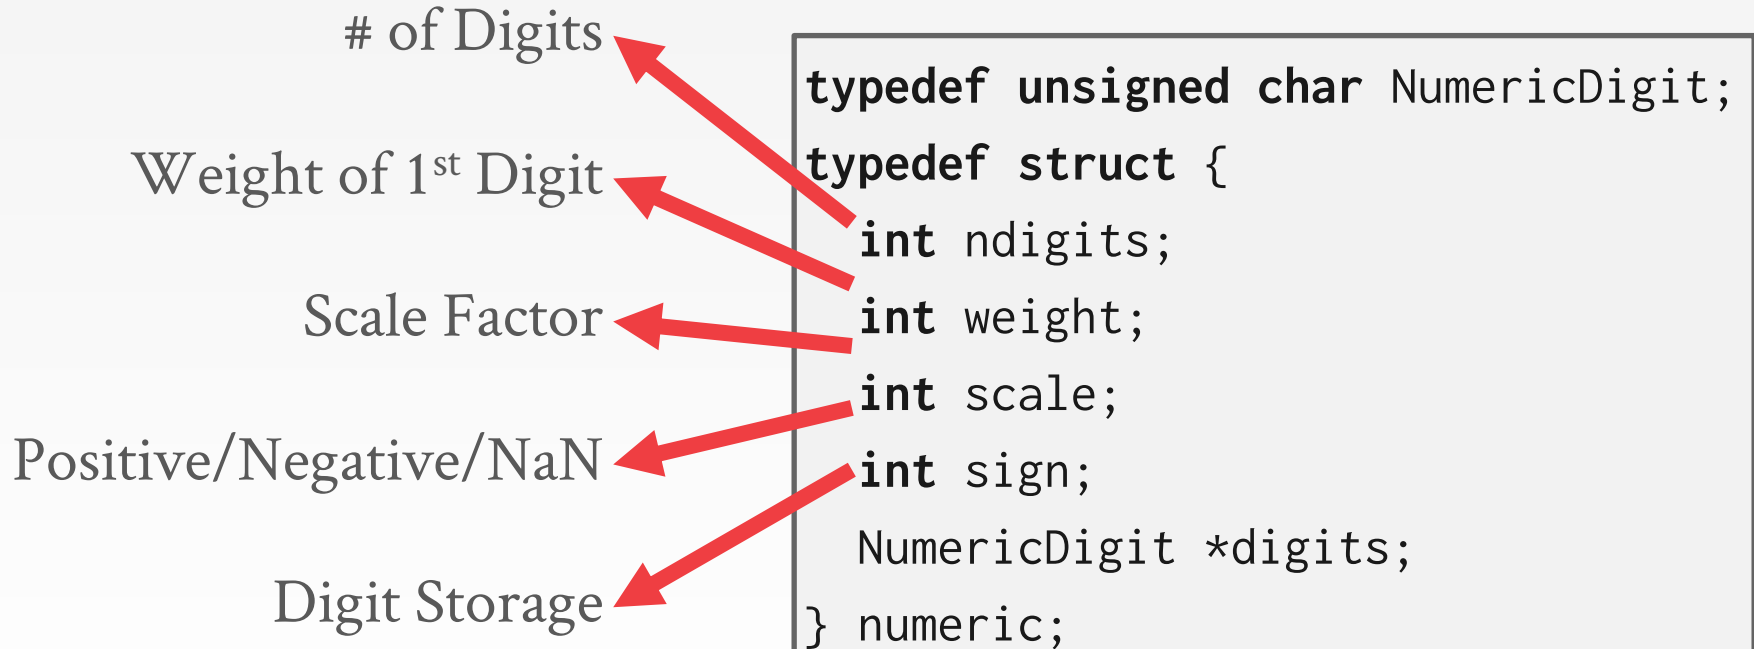 # of Digits
Weight of 1st Digit
Scale Factor
Positive/Negative/NaN
Digit Storage
typedef unsigned char NumericDigit;
typedef struct {
  int ndigits;
  int weight;
  int scale;
  int sign;
  NumericDigit *digits;
} numeric;